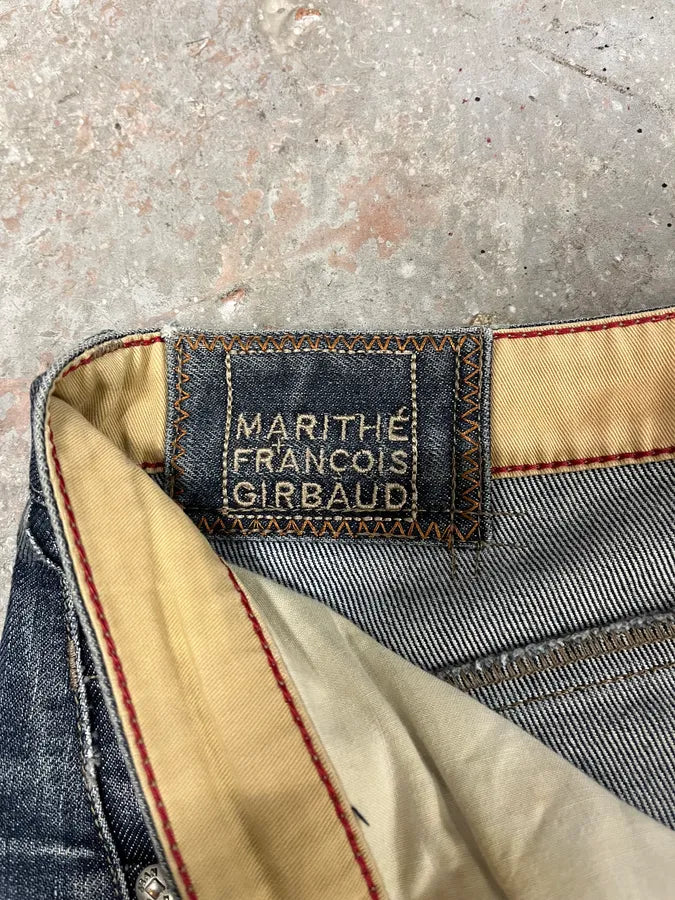 MARITHÉ
+
FRANCOIS
GIRBAUD